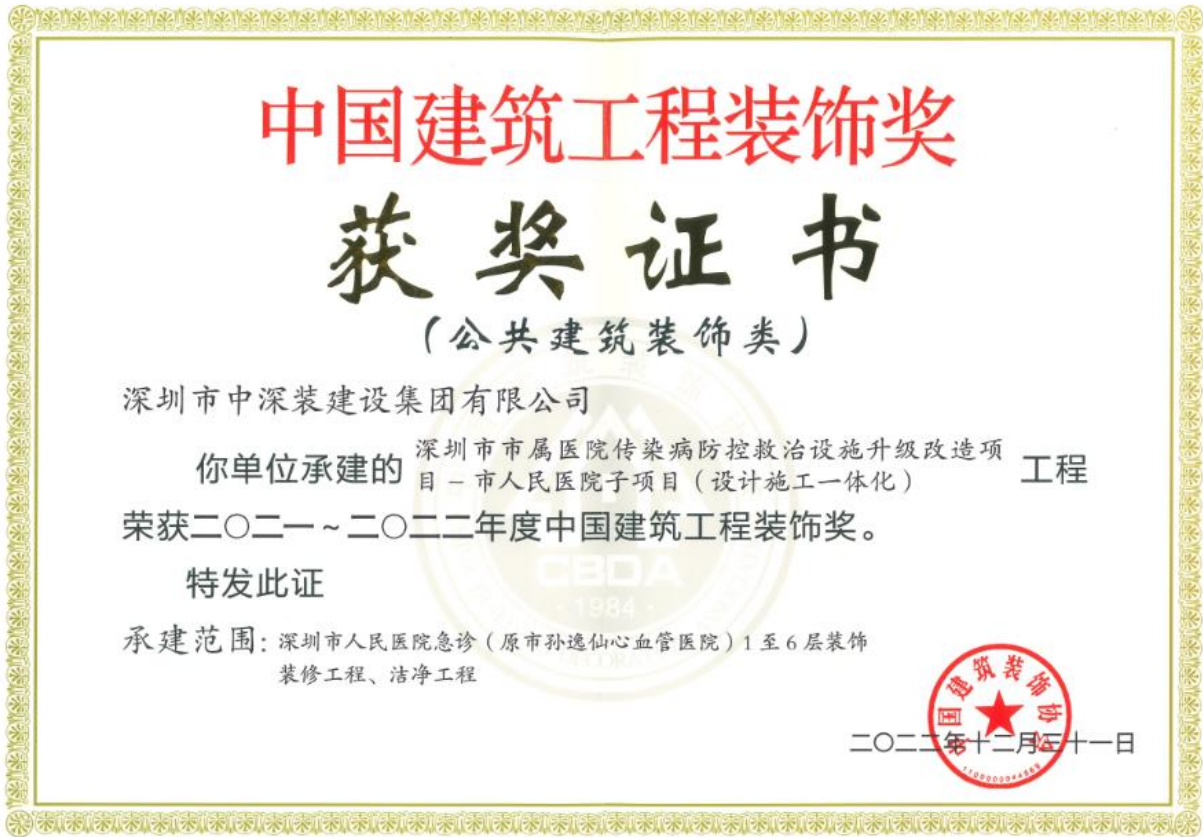 中国建筑工程装饰奖
获奖证书
（公共建筑装饰类）
深圳市中深装建设集团有限公司
你单位承建的 深圳市市属医院传染病防控救治设施升级改造项 工程
目－市人民医院子项目（设计施工一体化）
荣获二〇二一～二〇二二年度中国建筑工程装饰奖。
特发此证
承建范围：深圳市人民医院急诊（原市孙逸仙心血管医院）1至6层装饰
装修工程、洁净工程
二〇二二年十二月三十一日
中国建筑装饰协会
CBDA
·1984·